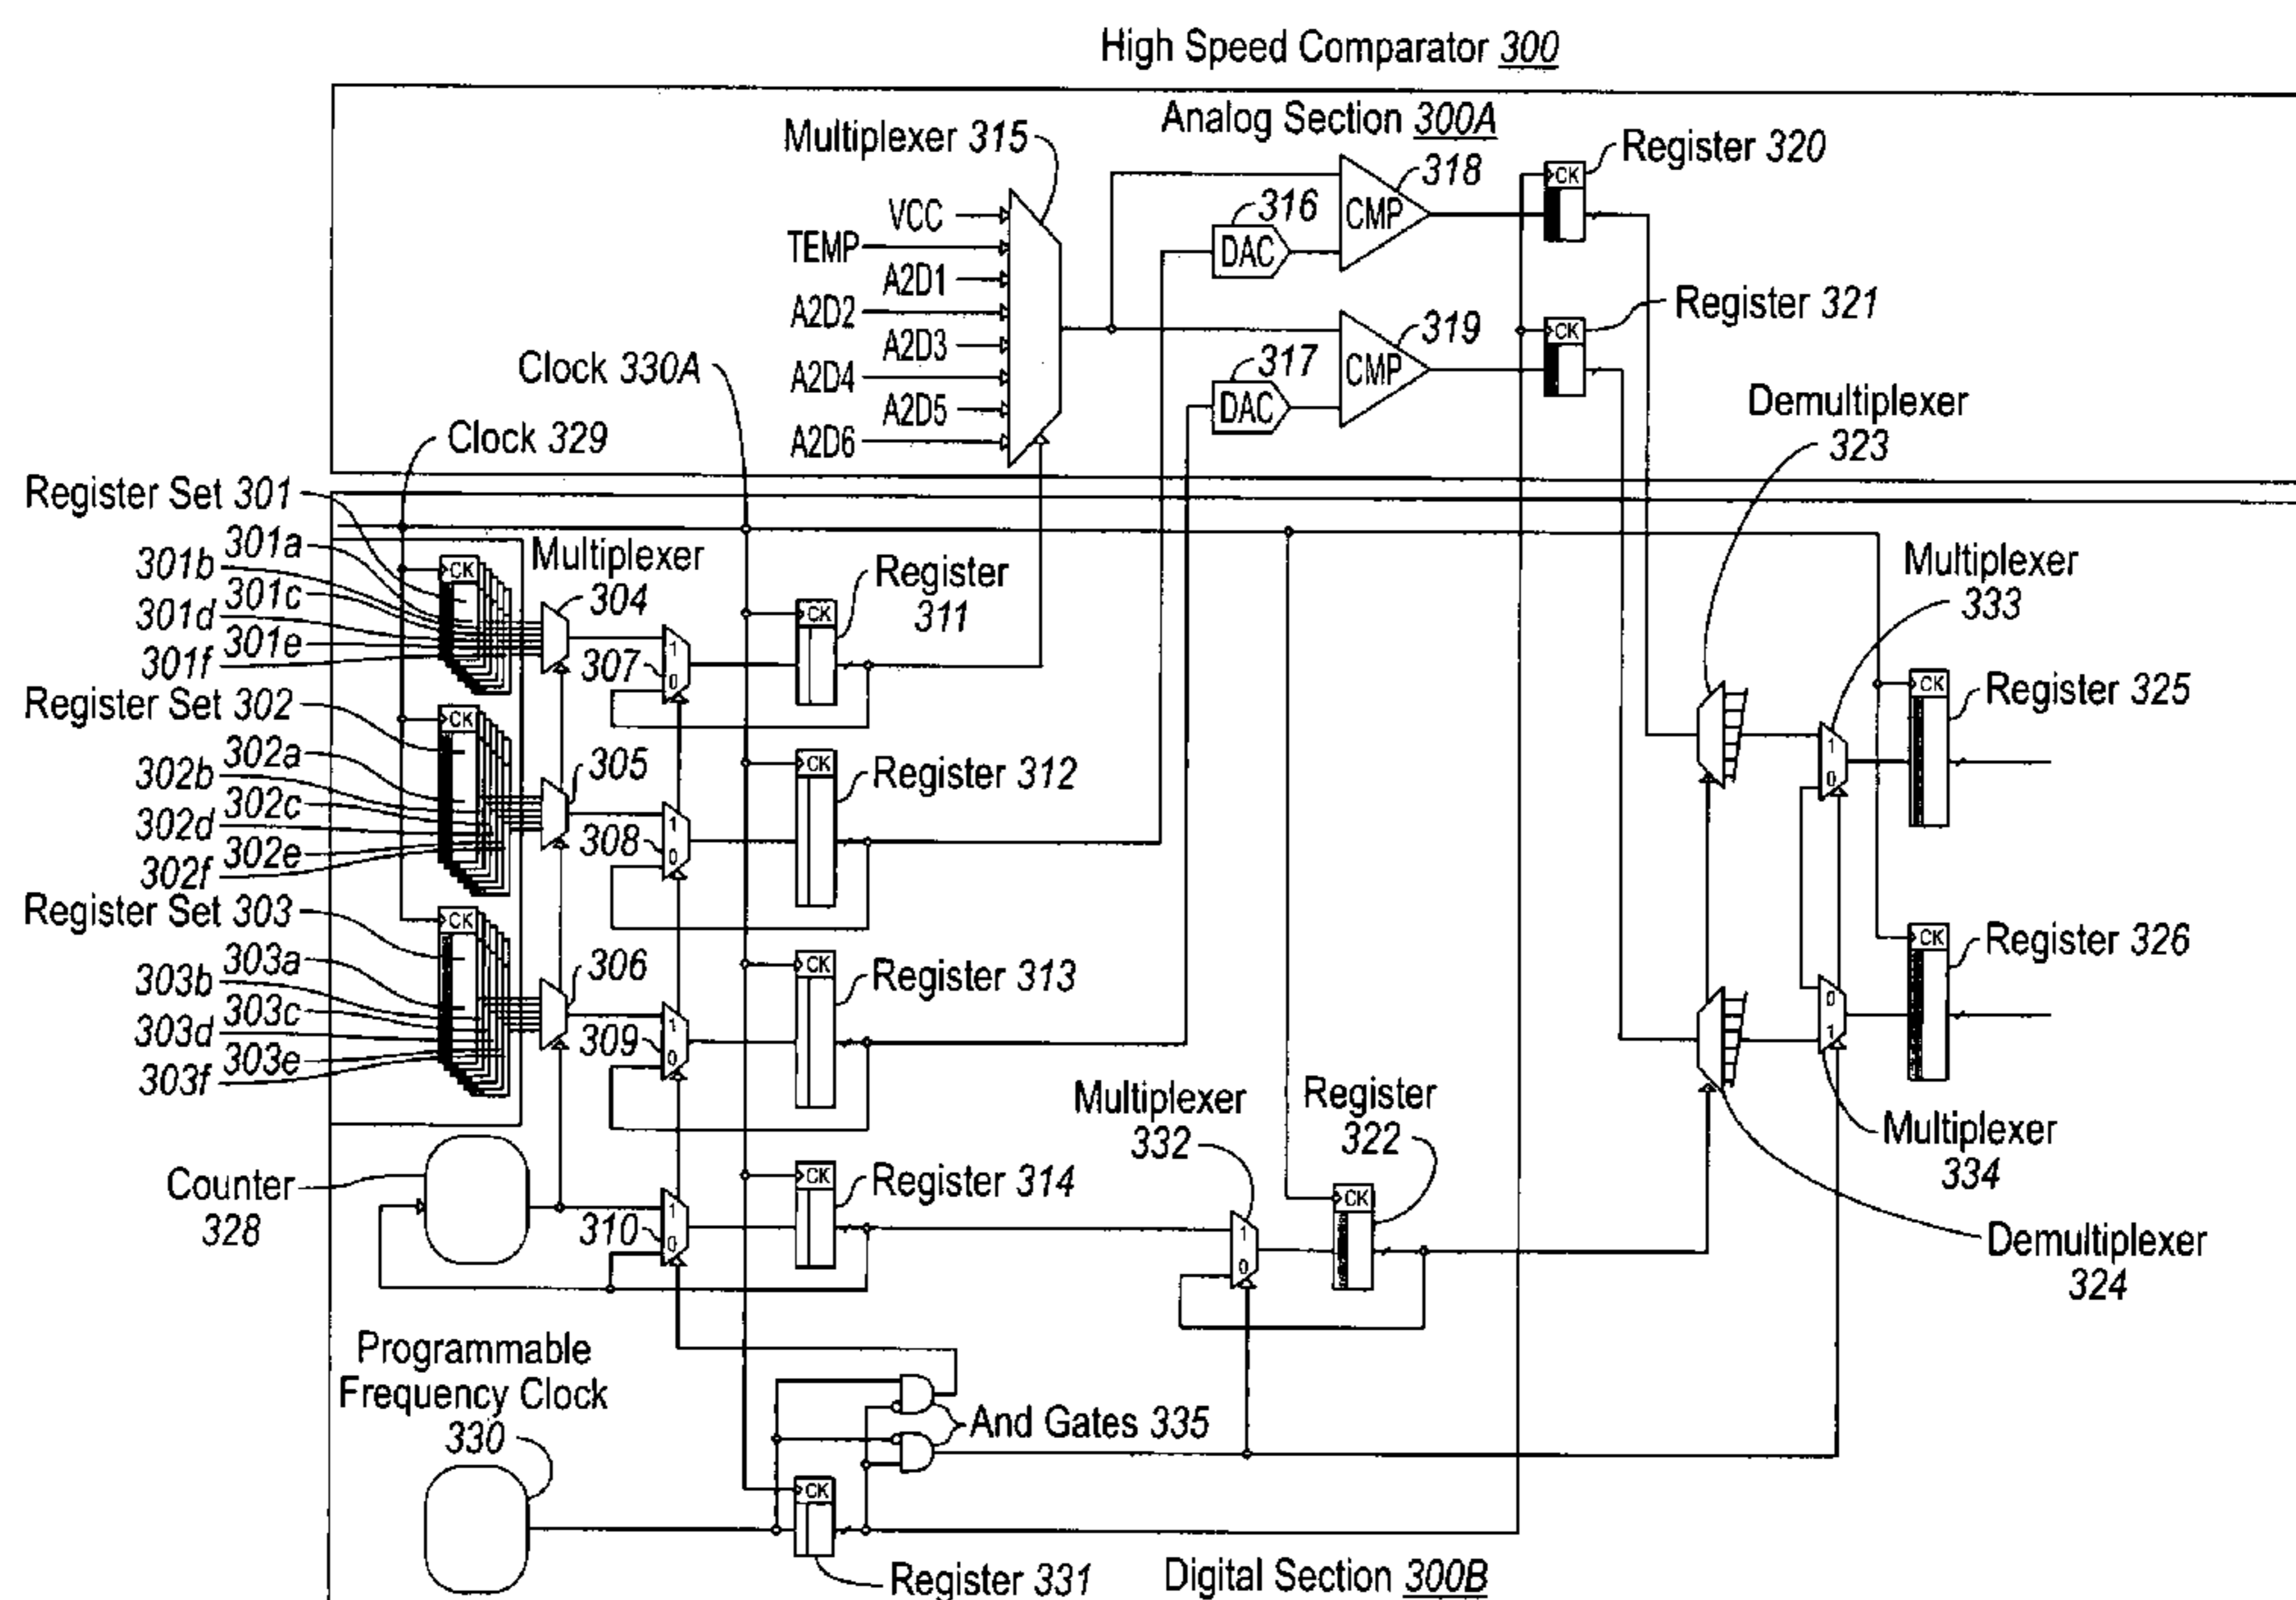 High Speed Comparator 300
Analog Section 300A
Multiplexer 315
VCC
TEMP
A2D1
A2D2
A2D3
A2D4
A2D5
A2D6
316
DAC
317
DAC
318
CMP
319
CMP
CK
Register 320
CK
Register 321
Clock 330A
Clock 329
Demultiplexer
323
Register Set 301
301a
301b
301c
301d
301e
301f
CK
Multiplexer
304
1
307
0
CK
Register
311
Multiplexer
333
1
0
CK
Register 325
Register Set 302
302a
302b
302c
302d
302e
302f
CK
305
1
308
0
CK
Register 312
Register Set 303
303a
303b
303c
303d
303e
303f
CK
306
1
309
0
CK
Register 313
0
1
CK
Register 326
Multiplexer
334
Demultiplexer
324
Counter
328
1
310
0
CK
Register 314
Multiplexer
332
1
0
Register
322
CK
Programmable
Frequency Clock
330
And Gates 335
CK
Register 331
Digital Section 300B